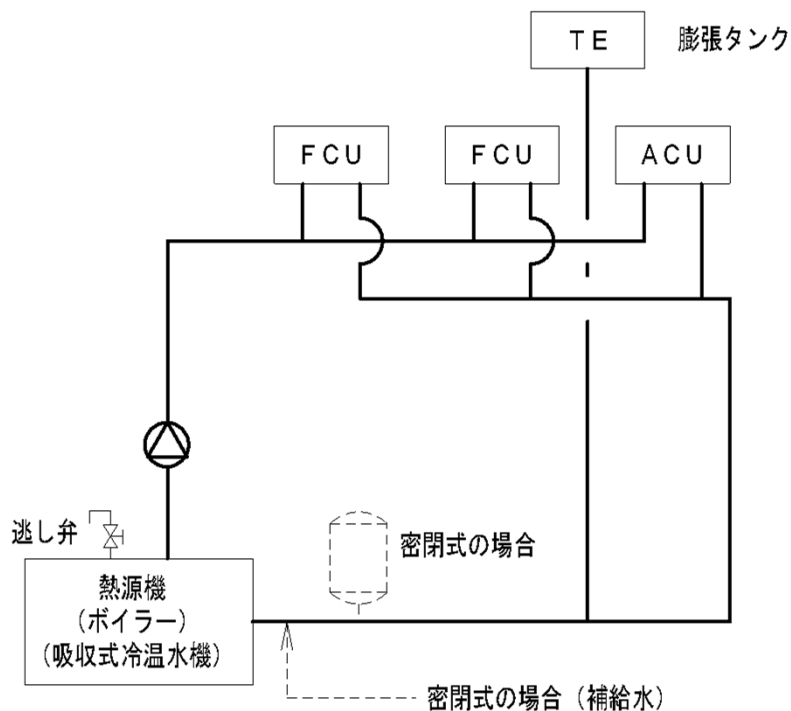 TE
膨張タンク
FCU
FCU
ACU
逃し弁
密閉式の場合
熱源機
(ボイラー)
(吸収式冷温水機)
密閉式の場合(補給水)